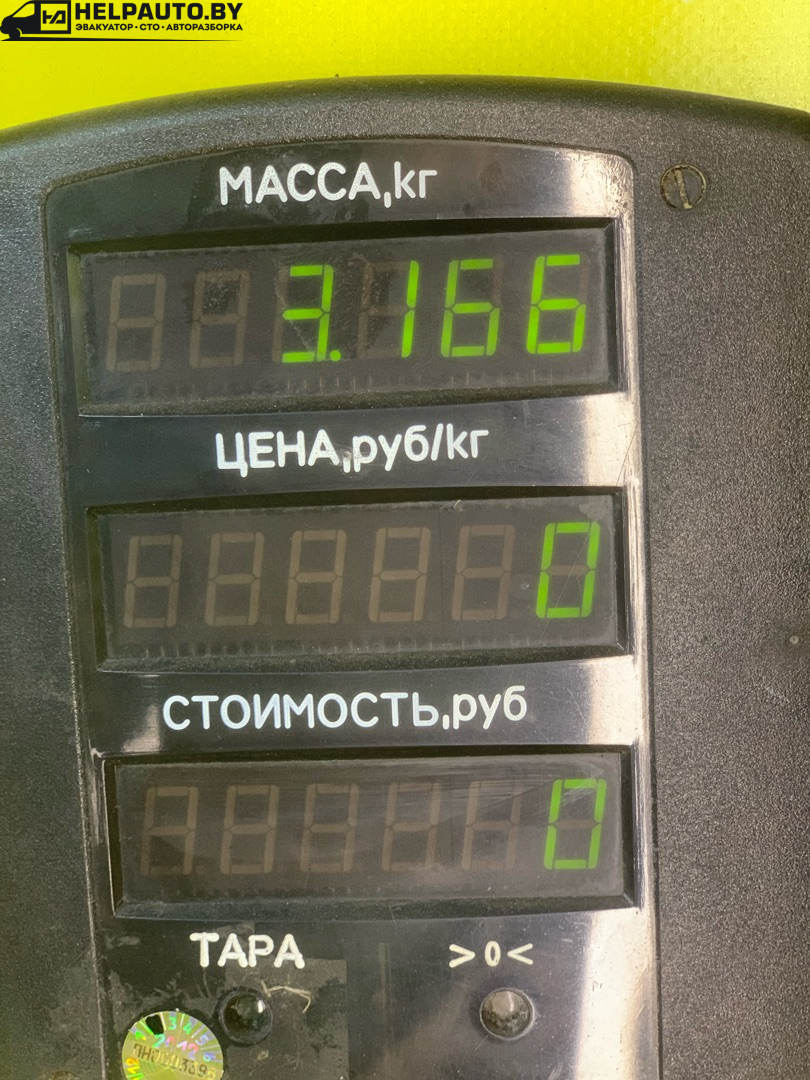 HELPAUTO.BY
ЭВАКУАТОР • СТО • АВТОРАЗБОРКА
МАССА,кг
3.166
ЦЕНА,руб/кг
0
СТОИМОСТЬ,руб
0
ТАРА >0<